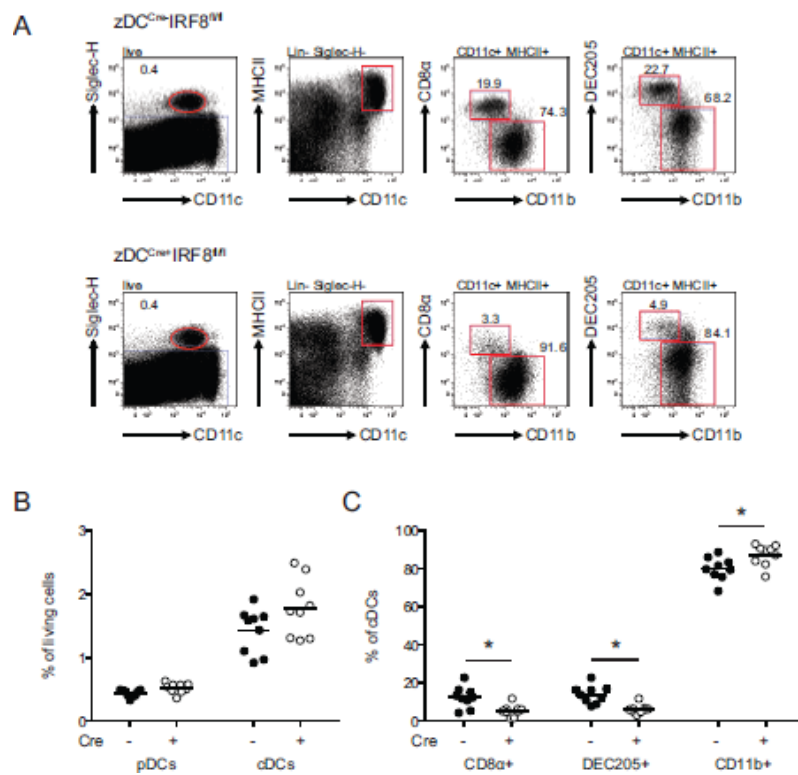 A
zDCCre-IRF8fl/fl
live
0.4
Siglec-H
CD11c
Lin- Siglec-H-
MHCII
CD11c
CD11c+ MHCII+
19.9
74.3
CD8α
CD11b
CD11c+ MHCII+
22.7
68.2
DEC205
CD11b
zDCCre+IRF8fl/fl
live
0.4
Siglec-H
CD11c
Lin- Siglec-H-
MHCII
CD11c
CD11c+ MHCII+
3.3
91.6
CD8α
CD11b
CD11c+ MHCII+
4.9
84.1
DEC205
CD11b
B
% of living cells
3
2
1
0
Cre - + - +
pDCs cDCs
C
% of cDCs
100
80
60
40
20
0
* * *
Cre - + - + - +
CD8α+ DEC205+ CD11b+